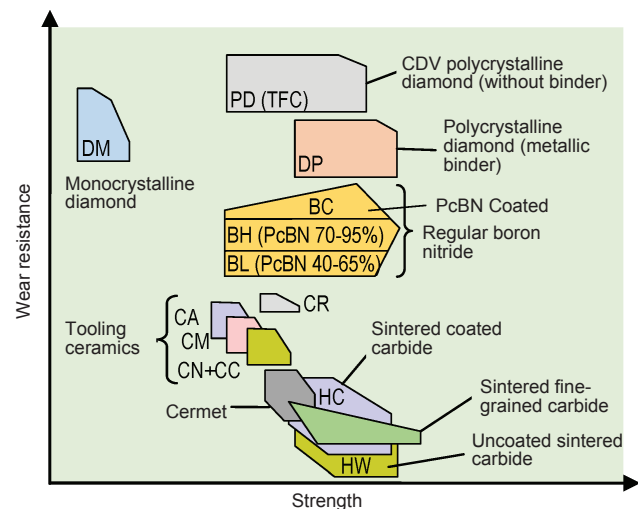 CDV polycrystalline
diamond (without binder)
PD (TFC)
DM
Monocrystalline
diamond
DP
Polycrystalline
diamond (metallic
binder)
BC
BH (PcBN 70-95%)
BL (PcBN 40-65%)
PcBN Coated
Regular boron
nitride
Wear resistance
Tooling
ceramics
CA
CM
CN+CC
CR
Sintered coated
carbide
Cermet
HC
Sintered fine-
grained carbide
Uncoated sintered
carbide
HW
Strength